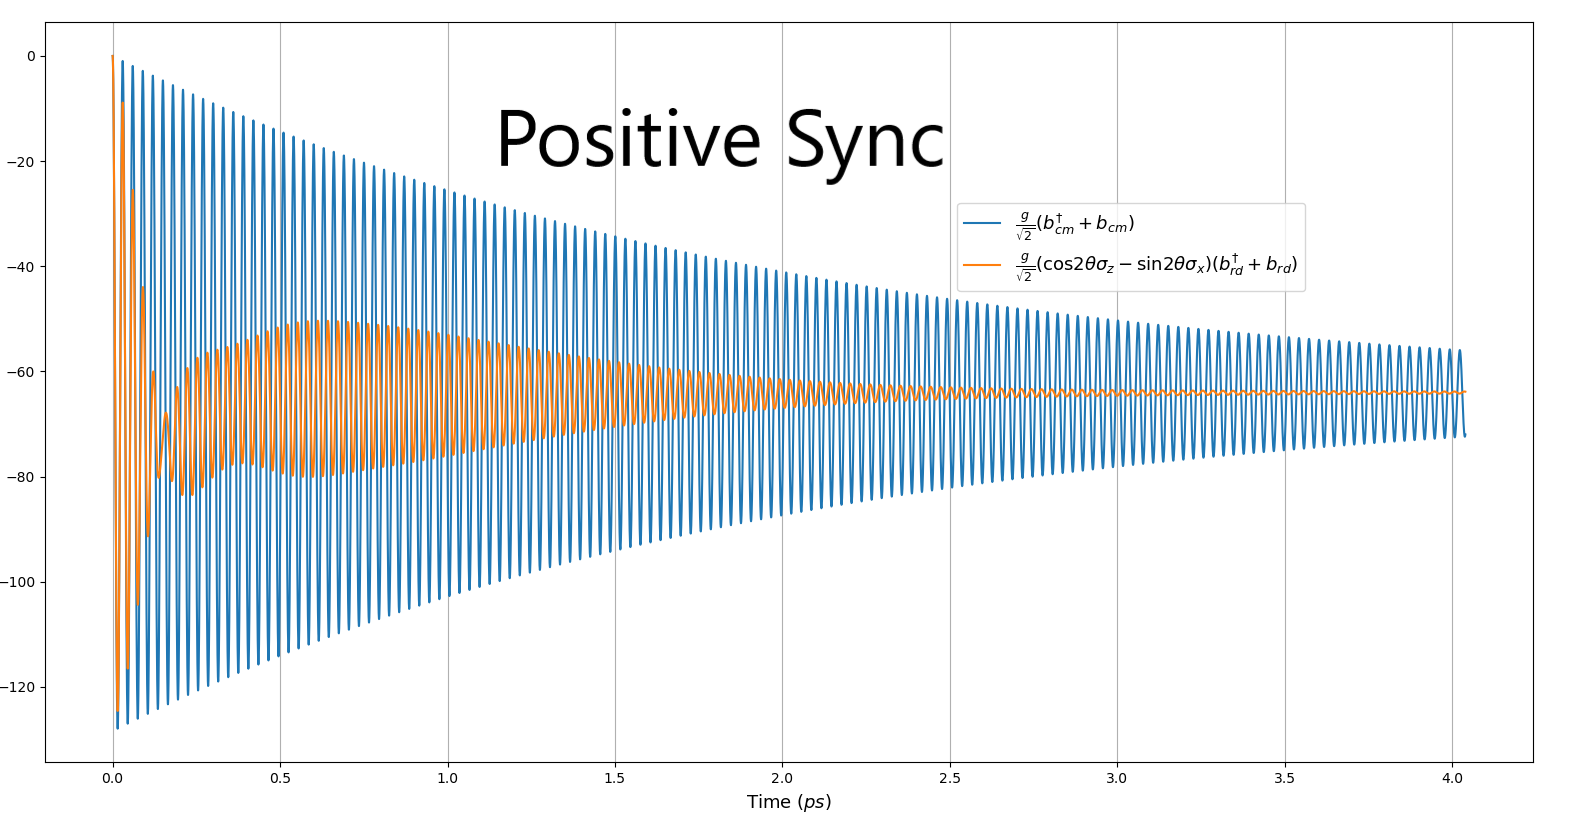 Positive Sync
g/√2 (b†cm + bcm)
g/√2 (cos2θσz − sin2θσx)(b†rd + brd)
0
−20
−40
−60
−80
−100
−120
0.0 0.5 1.0 1.5 2.0 2.5 3.0 3.5 4.0
Time (ps)